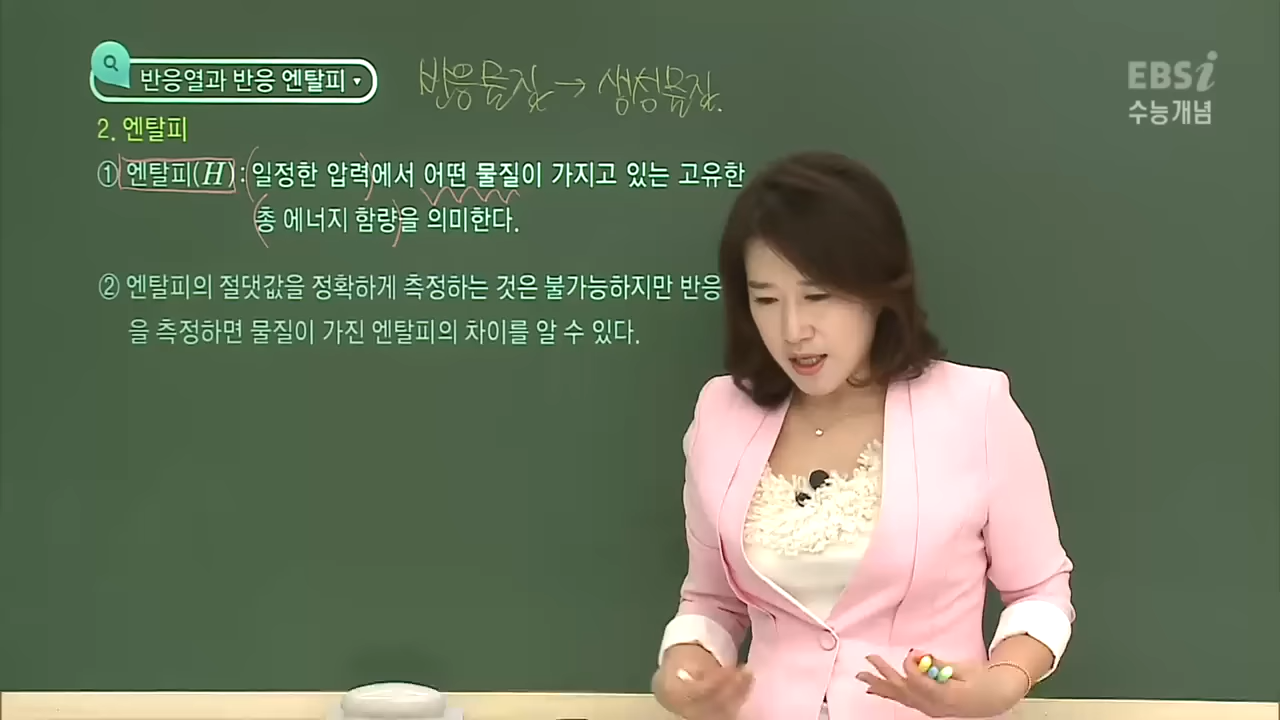 반응열과 반응 엔탈피
반응물질 → 생성물질.
EBSi
수능개념
2. 엔탈피
① 엔탈피(H) : 일정한 압력에서 어떤 물질이 가지고 있는 고유한
총 에너지 함량을 의미한다.
② 엔탈피의 절댓값을 정확하게 측정하는 것은 불가능하지만 반응
을 측정하면 물질이 가진 엔탈피의 차이를 알 수 있다.